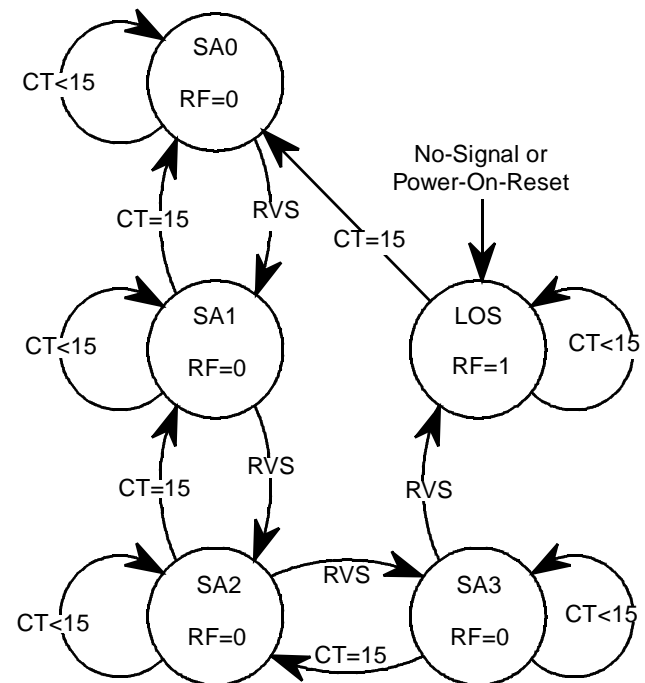 SA0
CT<15
RF=0
No-Signal or
Power-On-Reset
CT=15
RVS
CT=15
SA1
LOS
CT<15
RF=0
RF=1
CT<15
RVS
CT=15
RVS
SA2
RVS
SA3
CT<15
RF=0
RF=0
CT<15
CT=15